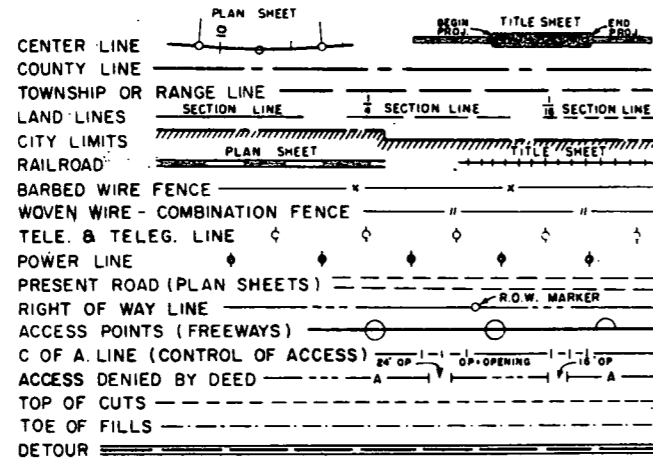 PLAN SHEET
10
BEGIN PROJ. TITLE SHEET END PROJ.
CENTER LINE
COUNTY LINE
TOWNSHIP OR RANGE LINE
LAND LINES SECTION LINE 1/4 SECTION LINE 1/16 SECTION LINE
CITY LIMITS
PLAN SHEET TITLE SHEET
RAILROAD
BARBED WIRE FENCE x x
WOVEN WIRE - COMBINATION FENCE
TELE. & TELEG. LINE
POWER LINE
PRESENT ROAD (PLAN SHEETS)
R.O.W. MARKER
RIGHT OF WAY LINE
ACCESS POINTS (FREEWAYS)
C OF A. LINE (CONTROL OF ACCESS)
24' OP OP=OPENING 16' OP
ACCESS DENIED BY DEED A A
TOP OF CUTS
TOE OF FILLS
DETOUR